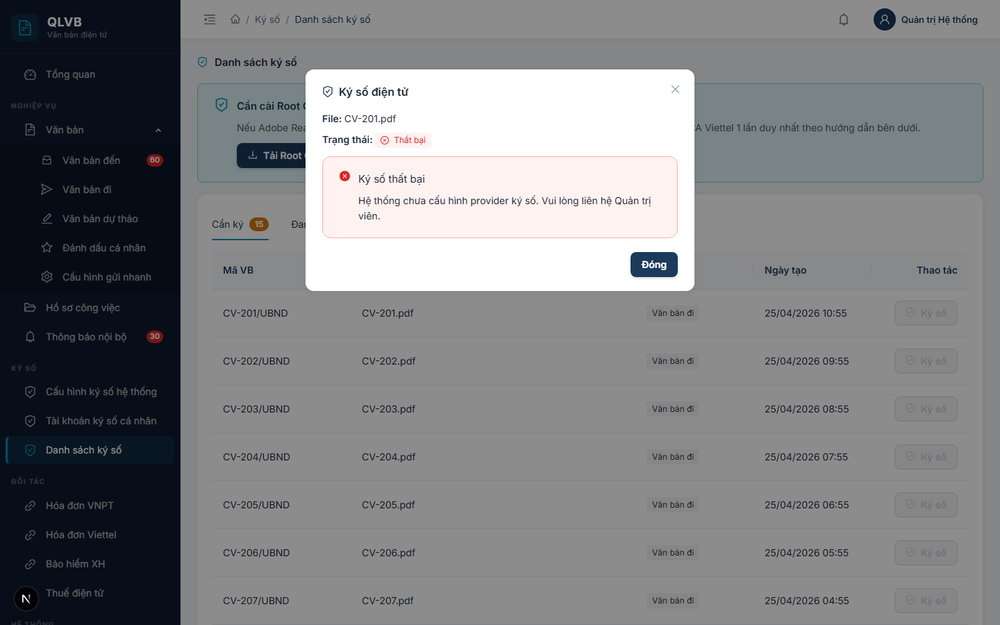 QLVB
Văn bản điện tử
Tổng quan
NGHIỆP VỤ
Văn bản
Văn bản đến 60
Văn bản đi
Văn bản dự thảo
Đánh dấu cá nhân
Cấu hình gửi nhanh
Hồ sơ công việc
Thông báo nội bộ 30
KÝ SỐ
Cấu hình ký số hệ thống
Tài khoản ký số cá nhân
Danh sách ký số
ĐỐI TÁC
Hóa đơn VNPT
Hóa đơn Viettel
Bảo hiểm XH
Thuế điện tử
HỆ THỐNG
N
/ Ký số / Danh sách ký số
Quản trị Hệ thống
Danh sách ký số
Cần cài Root
Nếu Adobe
Viettel 1 lần duy nhất theo hướng dẫn bên dưới.
Tải Root
Ký số điện tử
File: CV-201.pdf
Trạng thái: Thất bại
Ký số thất bại
Hệ thống chưa cấu hình provider ký số. Vui lòng liên hệ Quản trị
viên.
Đóng
Cần ký 15
Mã VB Ngày tạo Thao tác
CV-201/UBND CV-201.pdf Văn bản đi 25/04/2026 10:55 Ký số
CV-202/UBND CV-202.pdf Văn bản đi 25/04/2026 09:55 Ký số
CV-203/UBND CV-203.pdf Văn bản đi 25/04/2026 08:55 Ký số
CV-204/UBND CV-204.pdf Văn bản đi 25/04/2026 07:55 Ký số
CV-205/UBND CV-205.pdf Văn bản đi 25/04/2026 06:55 Ký số
CV-206/UBND CV-206.pdf Văn bản đi 25/04/2026 05:55 Ký số
CV-207/UBND CV-207.pdf Văn bản đi 25/04/2026 04:55 Ký số